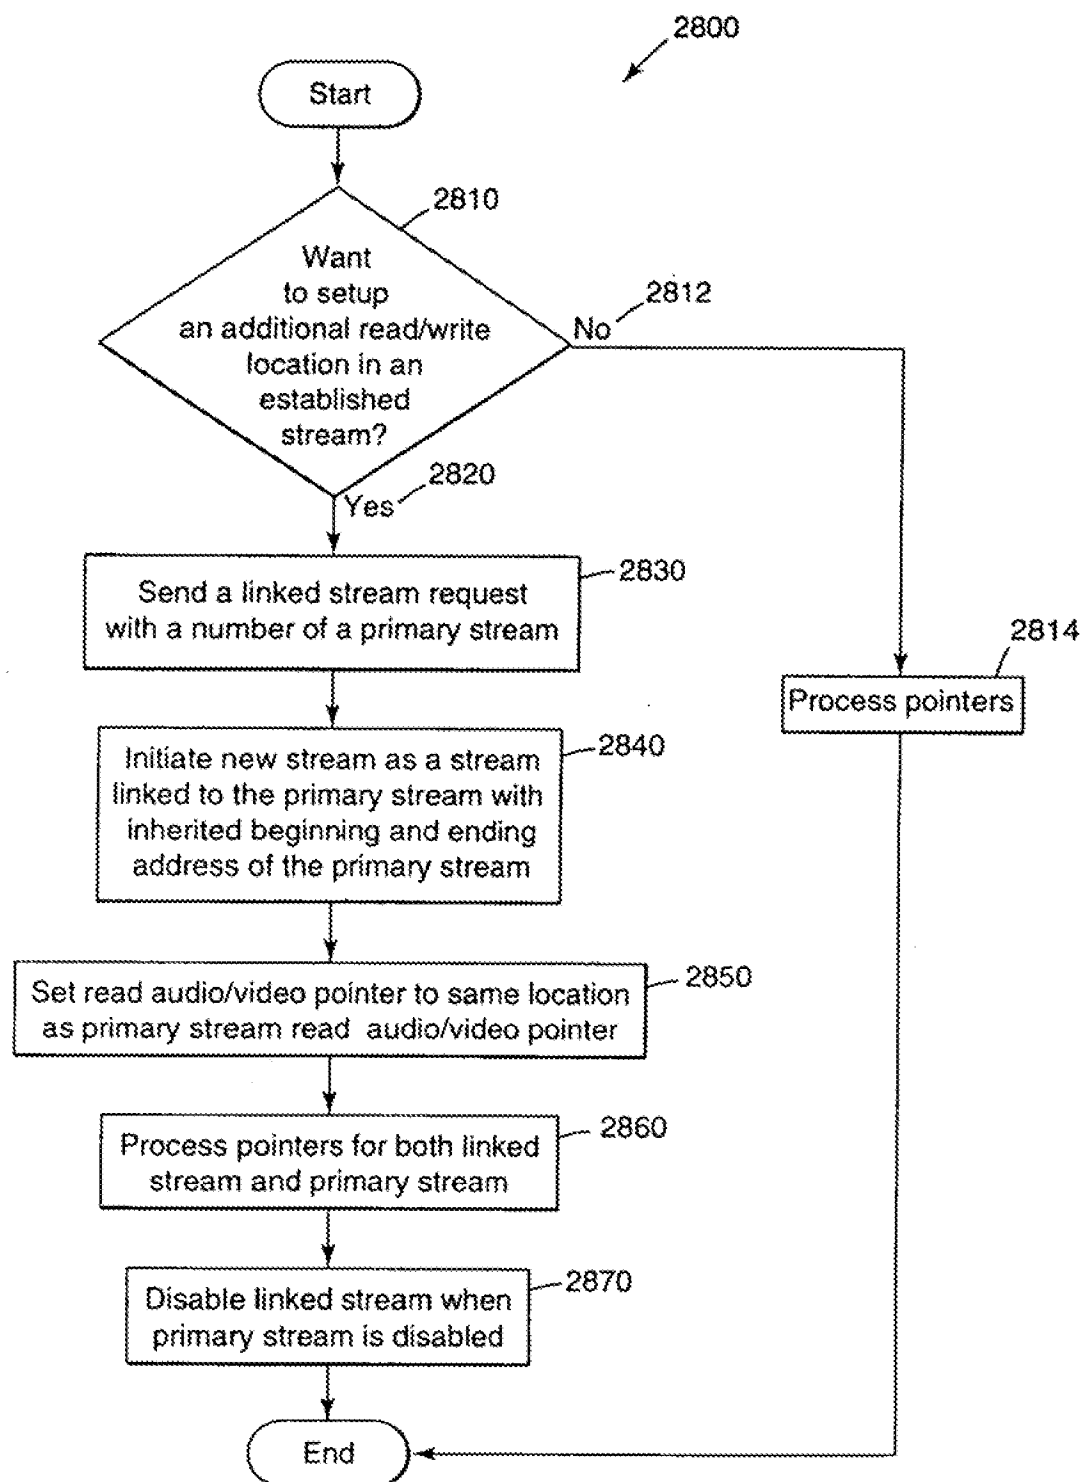 2800
Start
2810
Want
to setup
an additional read/write
location in an
established
stream?
No
2812
Yes
2820
Send a linked stream request
with a number of a primary stream
2830
Process pointers
2814
Initiate new stream as a stream
linked to the primary stream with
inherited beginning and ending
address of the primary stream
2840
Set read audio/video pointer to same location
as primary stream read audio/video pointer
2850
Process pointers for both linked
stream and primary stream
2860
Disable linked stream when
primary stream is disabled
2870
End